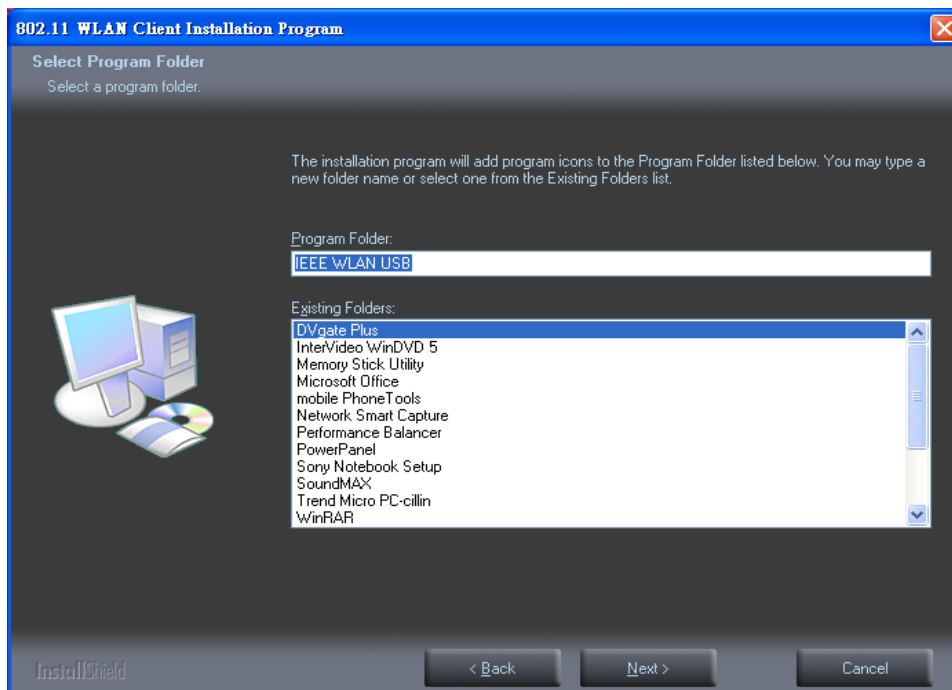 802.11 WLAN Client Installation Program
Select Program Folder
Select a program folder.
The installation program will add program icons to the Program Folder listed below. You may type a
new folder name or select one from the Existing Folders list.
Program Folder:
IEEE WLAN USB
Existing Folders:
DVgate Plus
InterVideo WinDVD 5
Memory Stick Utility
Microsoft Office
mobile PhoneTools
Network Smart Capture
Performance Balancer
PowerPanel
Sony Notebook Setup
SoundMAX
Trend Micro PC-cillin
WinRAR
InstallShield
< Back
Next >
Cancel